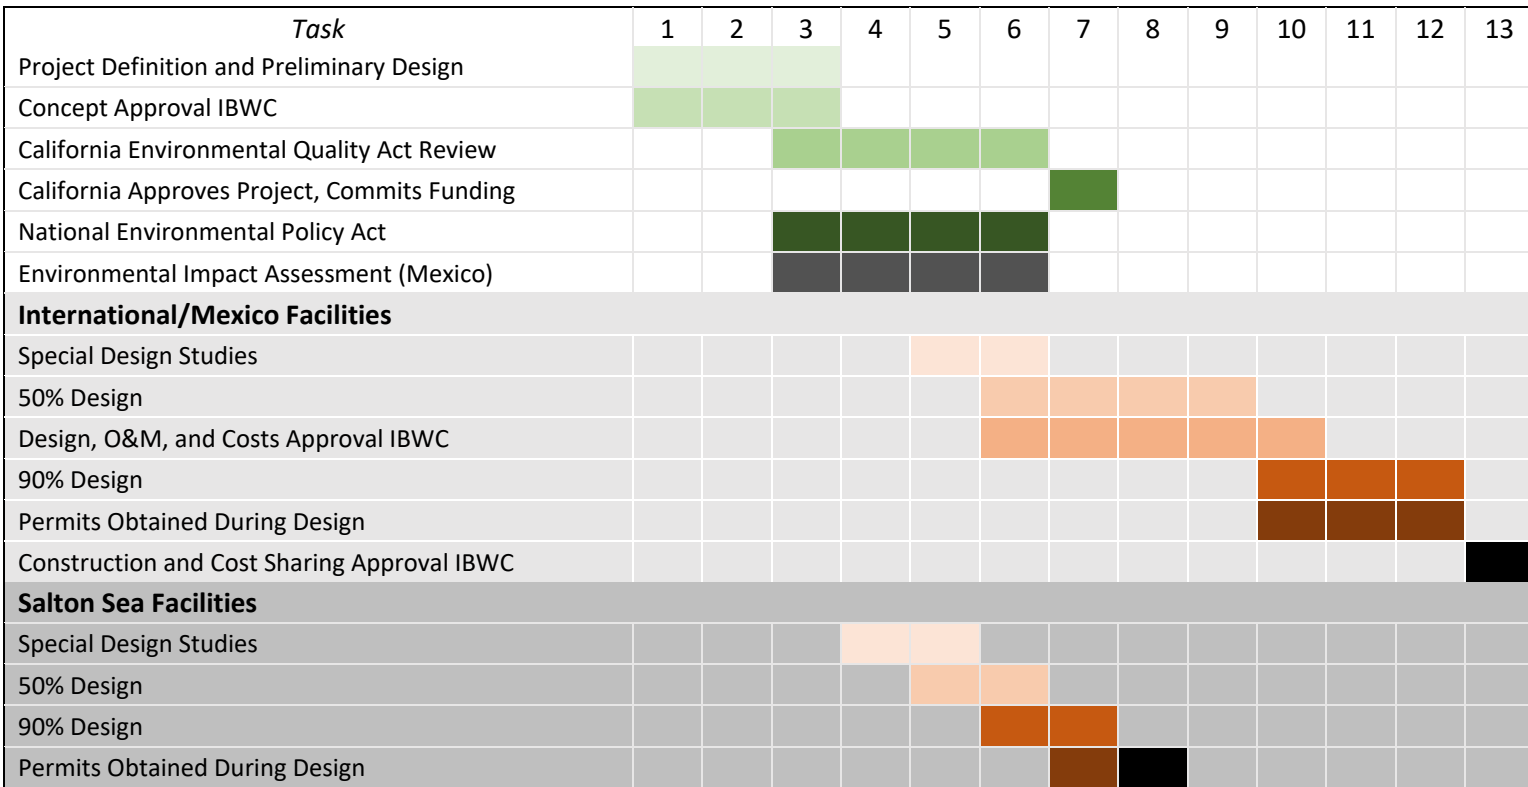 Task 1 2 3 4 5 6 7 8 9 10 11 12 13
Project Definition and Preliminary Design
Concept Approval IBWC
California Environmental Quality Act Review
California Approves Project, Commits Funding
National Environmental Policy Act
Environmental Impact Assessment (Mexico)
International/Mexico Facilities
Special Design Studies
50% Design
Design, O&M, and Costs Approval IBWC
90% Design
Permits Obtained During Design
Construction and Cost Sharing Approval IBWC
Salton Sea Facilities
Special Design Studies
50% Design
90% Design
Permits Obtained During Design